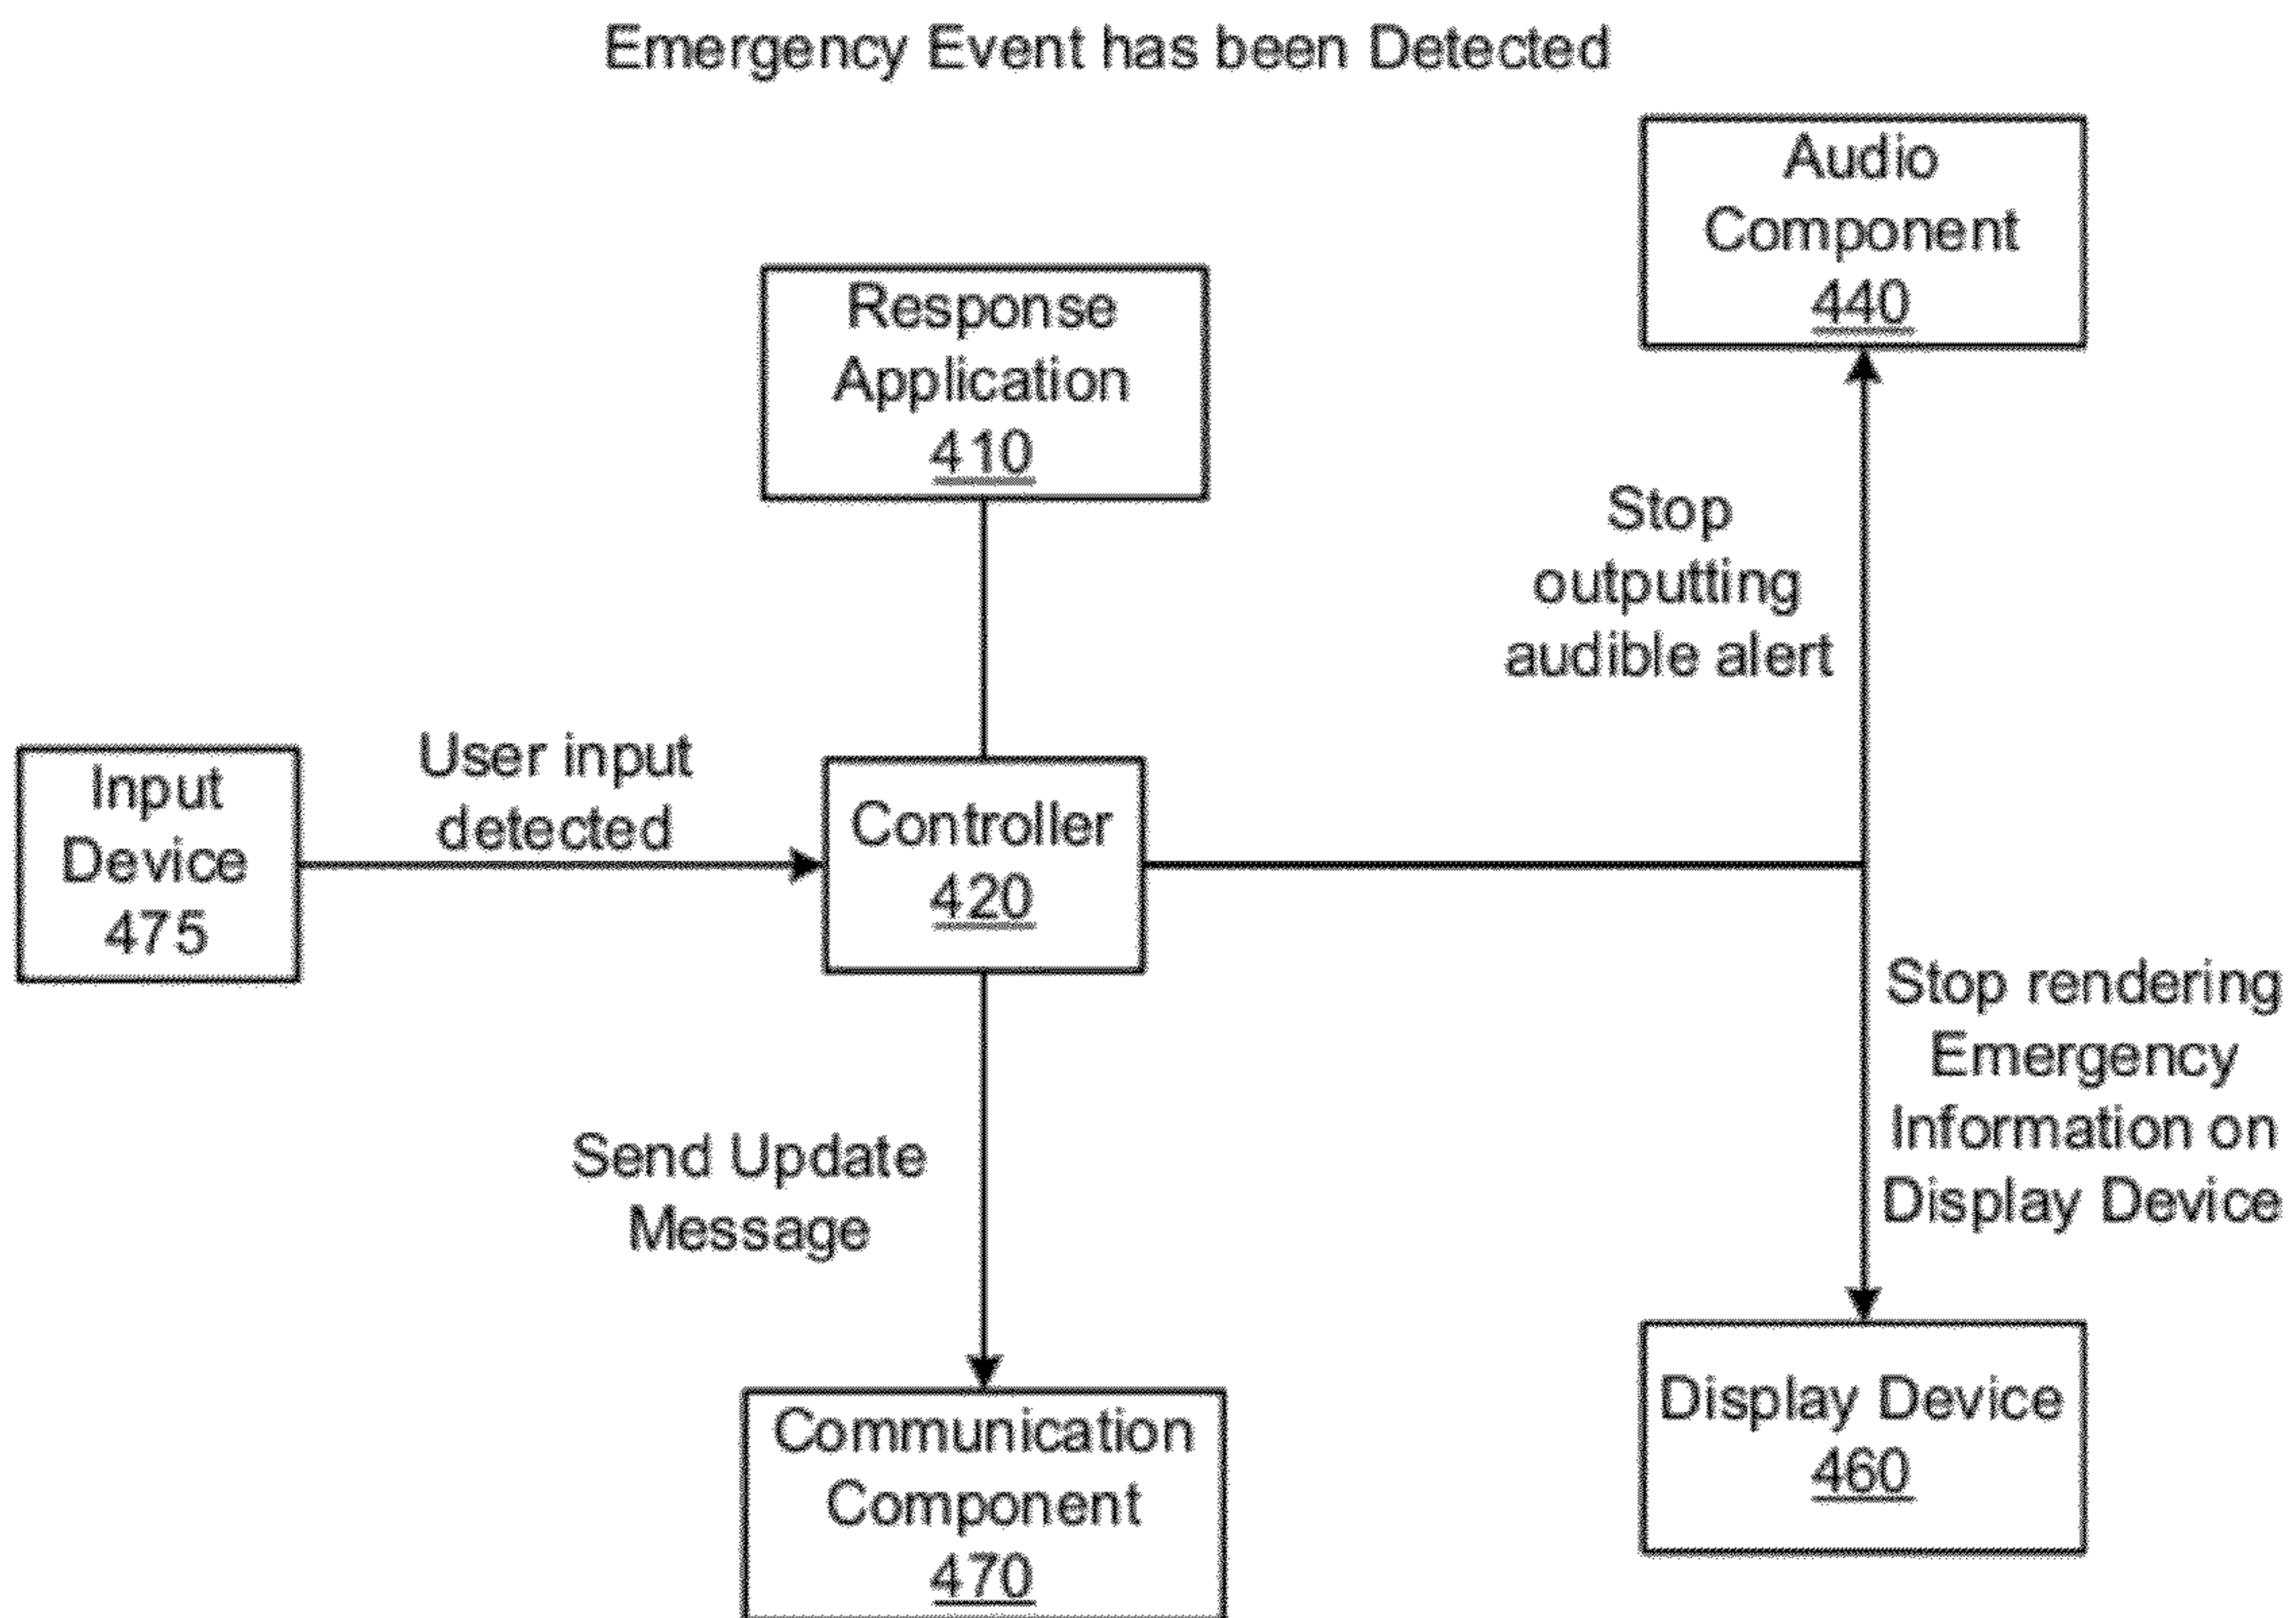 Emergency Event has been Detected
Audio
Component
440
Response
Application
410
Stop
outputting
audible alert
Input
Device
475
User input
detected
Controller
420
Stop rendering
Emergency
Information on
Display Device
Send Update
Message
Communication
Component
470
Display Device
460